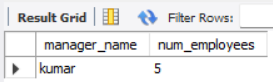 Result Grid Filter Rows:
manager_name num_employees
kumar 5